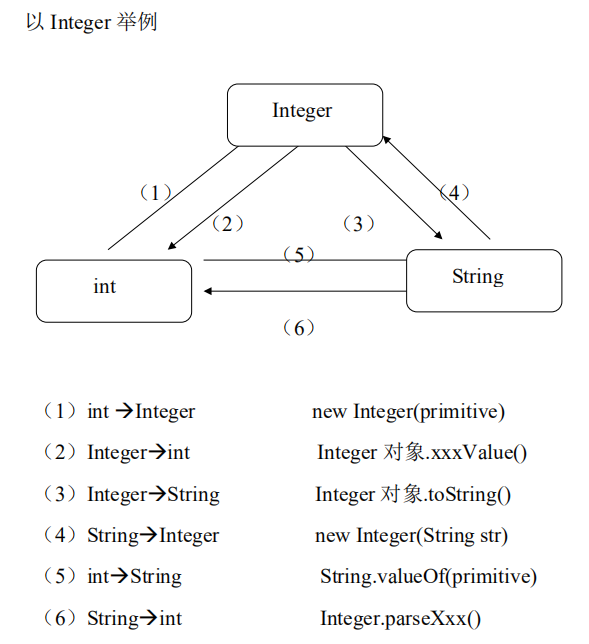 以 Integer 举例
Integer
（1）
（2）
（3）
（4）
int
（5）
String
（6）
（1）int →Integer new Integer(primitive)
（2）Integer→int Integer 对象.xxxValue()
（3）Integer→String Integer 对象.toString()
（4）String→Integer new Integer(String str)
（5）int→String String.valueOf(primitive)
（6）String→int Integer.parseXxx()